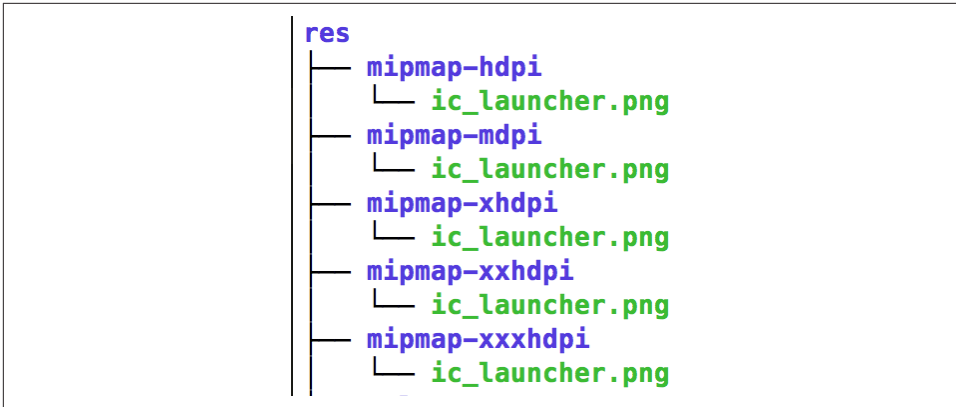 res
├── mipmap-hdpi
│   └── ic_launcher.png
├── mipmap-mdpi
│   └── ic_launcher.png
├── mipmap-xhdpi
│   └── ic_launcher.png
├── mipmap-xxhdpi
│   └── ic_launcher.png
├── mipmap-xxxhdpi
│   └── ic_launcher.png